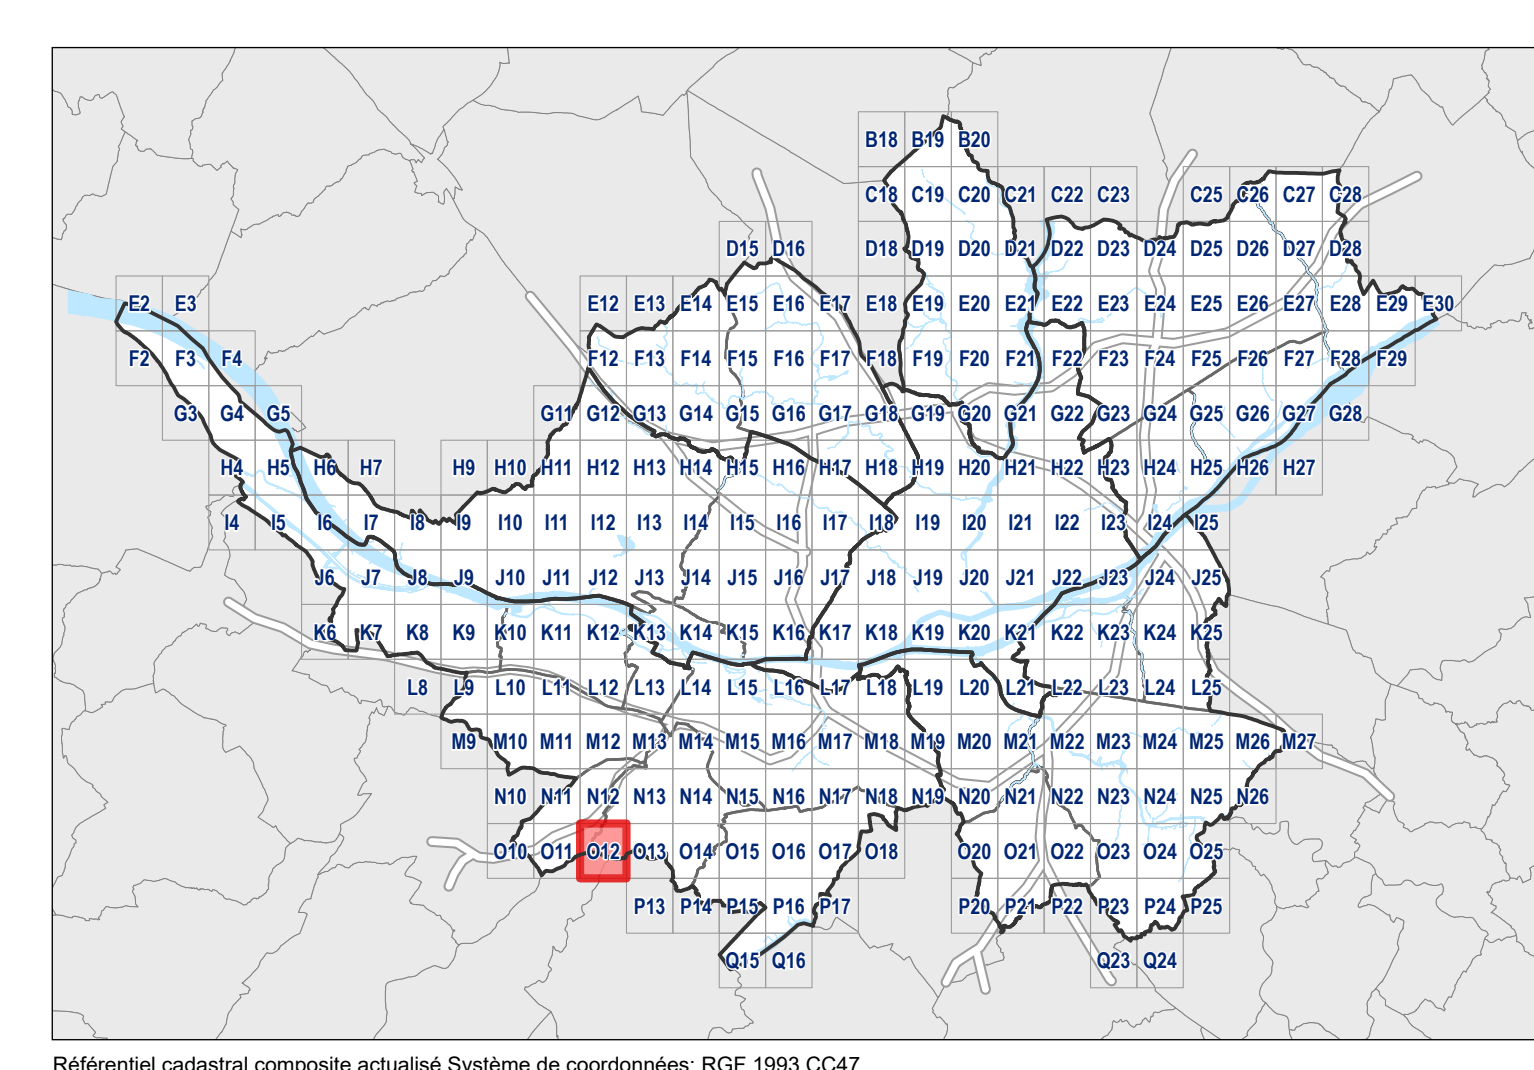 B18 B19 B20
C18 C19 C20 C21 C22 C23 C25 C26 C27 C28
D15 D16 D18 D19 D20 D21 D22 D23 D24 D25 D26 D27 D28
E2 E3 E12 E13 E14 E15 E16 E17 E18 E19 E20 E21 E22 E23 E24 E25 E26 E27 E28 E29 E30
F2 F3 F4 F12 F13 F14 F15 F16 F17 F18 F19 F20 F21 F22 F23 F24 F25 F26 F27 F28 F29
G3 G4 G5 G11 G12 G13 G14 G15 G16 G17 G18 G19 G20 G21 G22 G23 G24 G25 G26 G27 G28
H4 H5 H6 H7 H9 H10 H11 H12 H13 H14 H15 H16 H17 H18 H19 H20 H21 H22 H23 H24 H25 H26 H27
I4 I5 I6 I7 I8 I9 I10 I11 I12 I13 I14 I15 I16 I17 I18 I19 I20 I21 I22 I23 I24 I25
J6 J7 J8 J9 J10 J11 J12 J13 J14 J15 J16 J17 J18 J19 J20 J21 J22 J23 J24 J25
K6 K7 K8 K9 K10 K11 K12 K13 K14 K15 K16 K17 K18 K19 K20 K21 K22 K23 K24 K25
L8 L9 L10 L11 L12 L13 L14 L15 L16 L17 L18 L19 L20 L21 L22 L23 L24 L25
M9 M10 M11 M12 M13 M14 M15 M16 M17 M18 M19 M20 M21 M22 M23 M24 M25 M26 M27
N10 N11 N12 N13 N14 N15 N16 N17 N18 N19 N20 N21 N22 N23 N24 N25 N26
O10 O11 O12 O13 O14 O15 O16 O17 O18 O20 O21 O22 O23 O24 O25
P13 P14 P15 P16 P17 P20 P21 P22 P23 P24 P25
Q15 Q16 Q23 Q24
Référentiel cadastral composite actualisé Système de coordonnées: RGF 1993 CC47